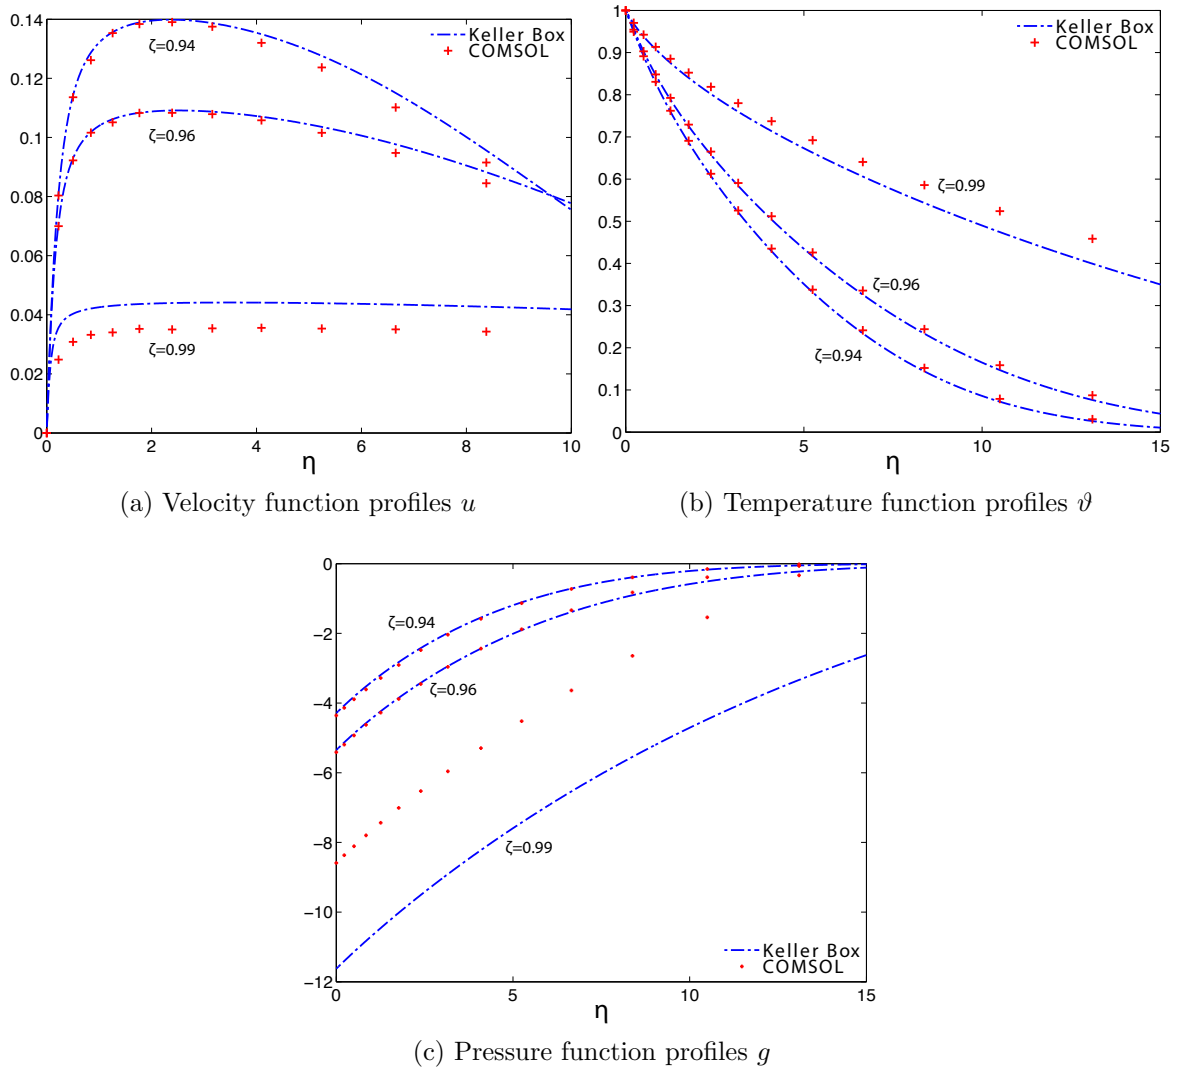 0.14
0.12
0.1
0.08
0.06
0.04
0.02
0
0 2 4 6 8 10
η
Keller Box
COMSOL
ζ=0.94
ζ=0.96
ζ=0.99
(a) Velocity function profiles u
1
0.9
0.8
0.7
0.6
0.5
0.4
0.3
0.2
0.1
0
0 5 10 15
η
Keller Box
COMSOL
ζ=0.99
ζ=0.96
ζ=0.94
(b) Temperature function profiles ϑ
0
−2
−4
−6
−8
−10
−12
0 5 10 15
η
ζ=0.94
ζ=0.96
ζ=0.99
Keller Box
COMSOL
(c) Pressure function profiles g